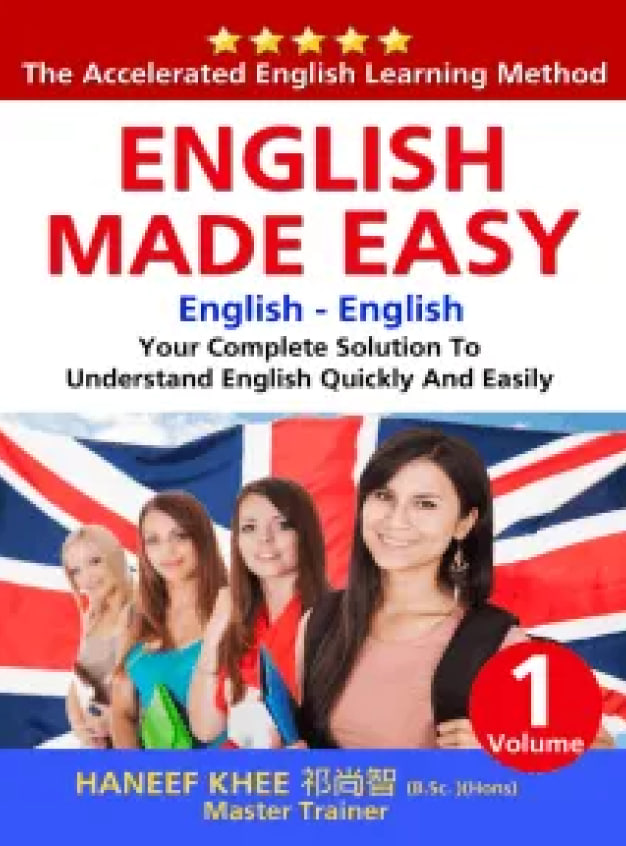 The Accelerated English Learning Method
ENGLISH
MADE EASY
English - English
Your Complete Solution To
Understand English Quickly And Easily
1
Volume
HANEEF KHEE 祁尚智 (B.Sc. )(Hons)
Master Trainer